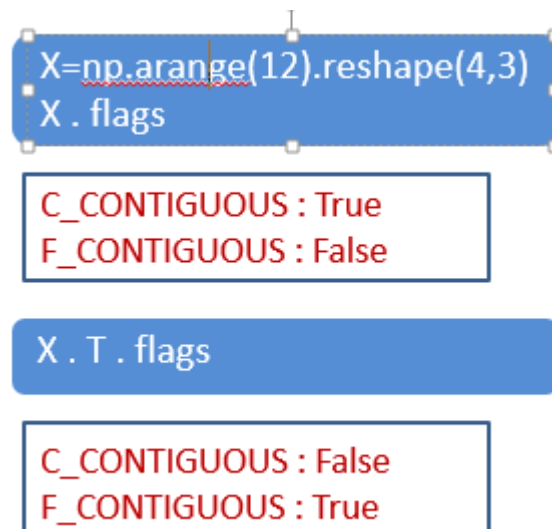 X=np.arange(12).reshape(4,3)
X . flags
C_CONTIGUOUS : True
F_CONTIGUOUS : False
X . T . flags
C_CONTIGUOUS : False
F_CONTIGUOUS : True